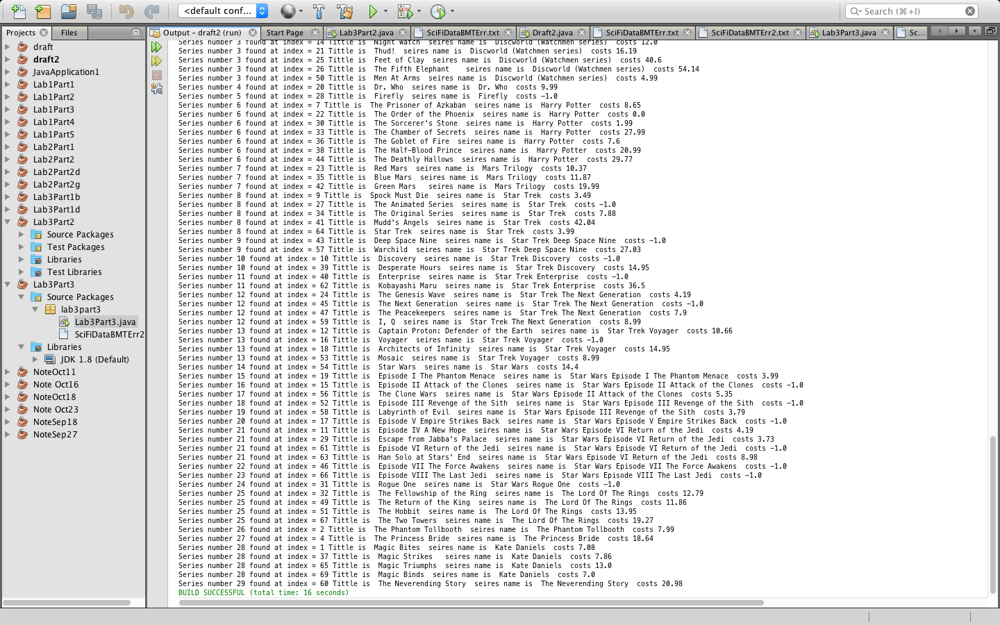 <default conf...
Search (⌘+I)
Projects
Files
Output - draft2 (run)
Start Page
Lab3Part2.java
SciFiDataBMTErr.txt
Draft2.java
SciFiDataBMTErr.txt
SciFiDataBMTErr2.txt
Lab3Part3.java
Sc...
draft
draft2
JavaApplication1
Lab1Part1
Lab1Part2
Lab1Part3
Lab1Part4
Lab1Part5
Lab2Part1
Lab2Part2
Lab2Part2d
Lab2Part2g
Lab3Part1b
Lab3Part1d
Lab3Part2
Source Packages
Test Packages
Libraries
Test Libraries
Lab3Part3
Source Packages
lab3part3
Lab3Part3.java
SciFiDataBMTErr2
Libraries
JDK 1.8 (Default)
NoteOct11
Note Oct16
NoteOct18
Note Oct23
NoteSep18
NoteSep27
Series number 3 found at index = 14 Tittle is  Night Watch  seires name is  Discworld (Watchmen series)  costs 12.0
Series number 3 found at index = 21 Tittle is  Thud!  seires name is  Discworld (Watchmen series)  costs 16.19
Series number 3 found at index = 25 Tittle is  Feet of Clay  seires name is  Discworld (Watchmen series)  costs 40.6
Series number 3 found at index = 26 Tittle is  The Fifth Elephant    seires name is  Discworld (Watchmen series)  costs 54.14
Series number 3 found at index = 50 Tittle is  Men At Arms  seires name is  Discworld (Watchmen series)  costs 4.99
Series number 4 found at index = 20 Tittle is  Dr. Who  seires name is  Dr. Who  costs 9.99
Series number 5 found at index = 28 Tittle is  Firefly  seires name is  Firefly  costs -1.0
Series number 6 found at index = 7 Tittle is  The Prisoner of Azkaban  seires name is  Harry Potter  costs 8.65
Series number 6 found at index = 22 Tittle is  The Order of the Phoenix  seires name is  Harry Potter  costs 0.0
Series number 6 found at index = 30 Tittle is  The Sorcerer's Stone  seires name is  Harry Potter  costs 1.99
Series number 6 found at index = 33 Tittle is  The Chamber of Secrets  seires name is  Harry Potter  costs 27.99
Series number 6 found at index = 36 Tittle is  The Goblet of Fire  seires name is  Harry Potter  costs 7.6
Series number 6 found at index = 38 Tittle is  The Half-Blood Prince  seires name is  Harry Potter  costs 20.99
Series number 6 found at index = 44 Tittle is  The Deathly Hallows  seires name is  Harry Potter  costs 29.77
Series number 7 found at index = 23 Tittle is  Red Mars  seires name is  Mars Trilogy  costs 10.37
Series number 7 found at index = 35 Tittle is  Blue Mars  seires name is  Mars Trilogy  costs 11.87
Series number 7 found at index = 42 Tittle is  Green Mars   seires name is  Mars Trilogy  costs 19.99
Series number 8 found at index = 9 Tittle is  Spock Must Die  seires name is  Star Trek  costs 3.49
Series number 8 found at index = 27 Tittle is  The Animated Series  seires name is  Star Trek  costs -1.0
Series number 8 found at index = 34 Tittle is  The Original Series  seires name is  Star Trek  costs 7.88
Series number 8 found at index = 41 Tittle is  Mudd's Angels  seires name is  Star Trek  costs 42.04
Series number 8 found at index = 64 Tittle is  Star Trek  seires name is  Star Trek  costs 3.99
Series number 9 found at index = 43 Tittle is  Deep Space Nine  seires name is  Star Trek Deep Space Nine  costs -1.0
Series number 9 found at index = 57 Tittle is  Warchild  seires name is  Star Trek Deep Space Nine  costs 27.03
Series number 10 found at index = 10 Tittle is  Discovery  seires name is  Star Trek Discovery  costs -1.0
Series number 10 found at index = 39 Tittle is  Desperate Hours  seires name is  Star Trek Discovery  costs 14.95
Series number 11 found at index = 40 Tittle is  Enterprise  seires name is  Star Trek Enterprise  costs -1.0
Series number 11 found at index = 62 Tittle is  Kobayashi Maru  seires name is  Star Trek Enterprise  costs 36.5
Series number 12 found at index = 24 Tittle is  The Genesis Wave  seires name is  Star Trek The Next Generation  costs 4.19
Series number 12 found at index = 45 Tittle is  The Next Generation  seires name is  Star Trek The Next Generation  costs -1.0
Series number 12 found at index = 47 Tittle is  The Peacekeepers  seires name is  Star Trek The Next Generation  costs 7.9
Series number 12 found at index = 59 Tittle is  I, Q  seires name is  Star Trek The Next Generation  costs 8.99
Series number 13 found at index = 12 Tittle is  Captain Proton: Defender of the Earth  seires name is  Star Trek Voyager  costs 10.66
Series number 13 found at index = 16 Tittle is  Voyager  seires name is  Star Trek Voyager  costs -1.0
Series number 13 found at index = 18 Tittle is  Architects of Infinity  seires name is  Star Trek Voyager  costs 14.95
Series number 13 found at index = 53 Tittle is  Mosaic  seires name is  Star Trek Voyager  costs 8.99
Series number 14 found at index = 54 Tittle is  Star Wars  seires name is  Star Wars  costs 14.4
Series number 15 found at index = 19 Tittle is  Episode I The Phantom Menace  seires name is  Star Wars Episode I The Phantom Menace  costs 3.99
Series number 16 found at index = 15 Tittle is  Episode II Attack of the Clones  seires name is  Star Wars Episode II Attack of the Clones  costs -1.0
Series number 17 found at index = 56 Tittle is  The Clone Wars  seires name is  Star Wars Episode II Attack of the Clones  costs 5.35
Series number 18 found at index = 52 Tittle is  Episode III Revenge of the Sith  seires name is  Star Wars Episode III Revenge of the Sith  costs -1.0
Series number 19 found at index = 58 Tittle is  Labyrinth of Evil  seires name is  Star Wars Episode III Revenge of the Sith  costs 3.79
Series number 20 found at index = 17 Tittle is  Episode V Empire Strikes Back  seires name is  Star Wars Episode V Empire Strikes Back  costs -1.0
Series number 21 found at index = 11 Tittle is  Episode IV A New Hope  seires name is  Star Wars Episode VI Return of the Jedi  costs 4.19
Series number 21 found at index = 29 Tittle is  Escape from Jabba's Palace  seires name is  Star Wars Episode VI Return of the Jedi  costs 3.73
Series number 21 found at index = 61 Tittle is  Episode VI Return of the Jedi  seires name is  Star Wars Episode VI Return of the Jedi  costs -1.0
Series number 21 found at index = 63 Tittle is  Han Solo at Stars' End  seires name is  Star Wars Episode VI Return of the Jedi  costs 8.98
Series number 22 found at index = 46 Tittle is  Episode VII The Force Awakens  seires name is  Star Wars Episode VII The Force Awakens  costs -1.0
Series number 23 found at index = 66 Tittle is  Episode VIII The Last Jedi  seires name is  Star Wars Episode VIII The Last Jedi  costs -1.0
Series number 24 found at index = 31 Tittle is  Rogue One  seires name is  Star Wars Rogue One  costs -1.0
Series number 25 found at index = 32 Tittle is  The Fellowship of the Ring  seires name is  The Lord Of The Rings  costs 12.79
Series number 25 found at index = 49 Tittle is  The Return of the King  seires name is  The Lord Of The Rings  costs 11.86
Series number 25 found at index = 51 Tittle is  The Hobbit  seires name is  The Lord Of The Rings  costs 13.95
Series number 25 found at index = 67 Tittle is  The Two Towers  seires name is  The Lord Of The Rings  costs 19.27
Series number 26 found at index = 2 Tittle is  The Phantom Tollbooth  seires name is  The Phantom Tollbooth  costs 7.99
Series number 27 found at index = 4 Tittle is  The Princess Bride  seires name is  The Princess Bride  costs 18.64
Series number 28 found at index = 1 Tittle is  Magic Bites  seires name is  Kate Daniels  costs 7.08
Series number 28 found at index = 37 Tittle is  Magic Strikes   seires name is  Kate Daniels  costs 7.86
Series number 28 found at index = 65 Tittle is  Magic Triumphs  seires name is  Kate Daniels  costs 13.0
Series number 28 found at index = 69 Tittle is  Magic Binds  seires name is  Kate Daniels  costs 7.0
Series number 29 found at index = 60 Tittle is  The Neverending Story  seires name is  The Neverending Story  costs 20.98
BUILD SUCCESSFUL (total time: 16 seconds)